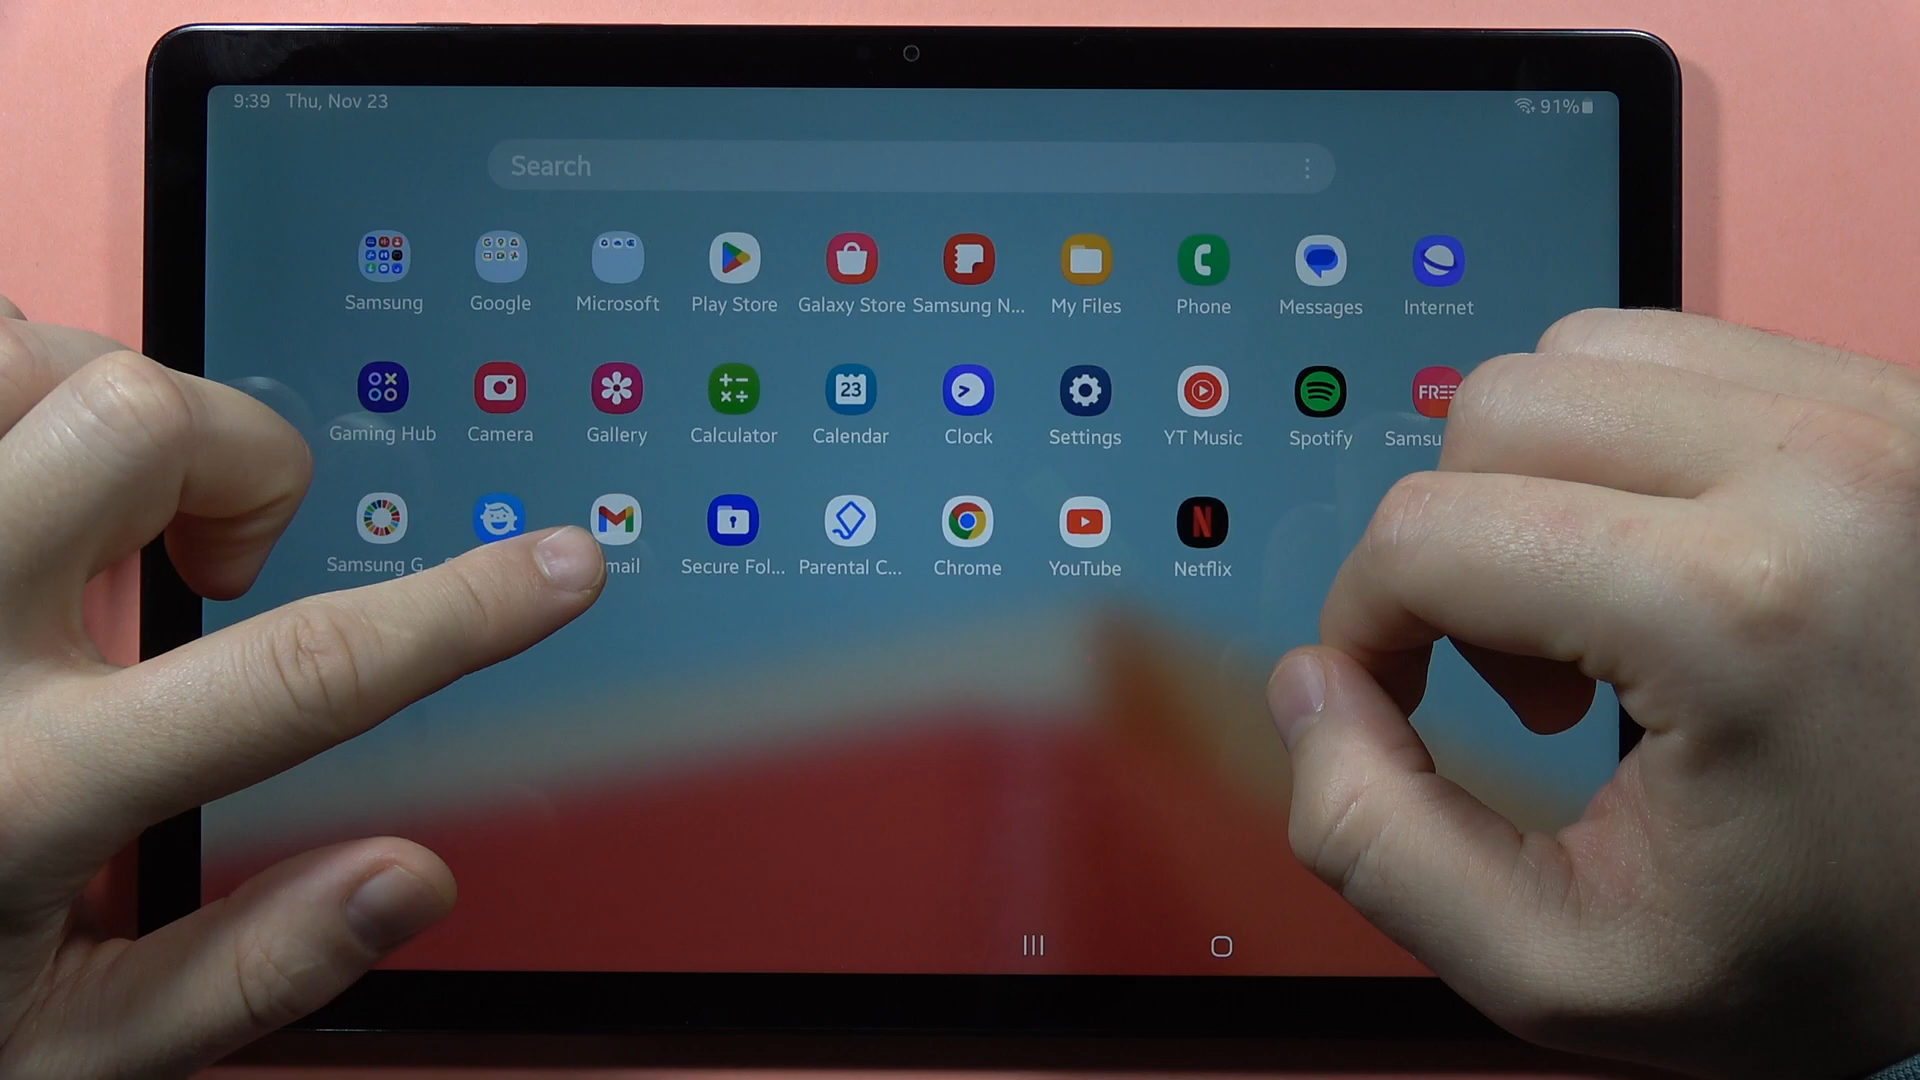 9:39 Thu, Nov 23
91%
Search
Samsung Google Microsoft Play Store Galaxy Store Samsung N... My Files Phone Messages Internet
23 FREE
Gaming Hub Camera Gallery Calculator Calendar Clock Settings YT Music Spotify Samsu
N
Samsung G... mail Secure Fol... Parental C... Chrome YouTube Netflix